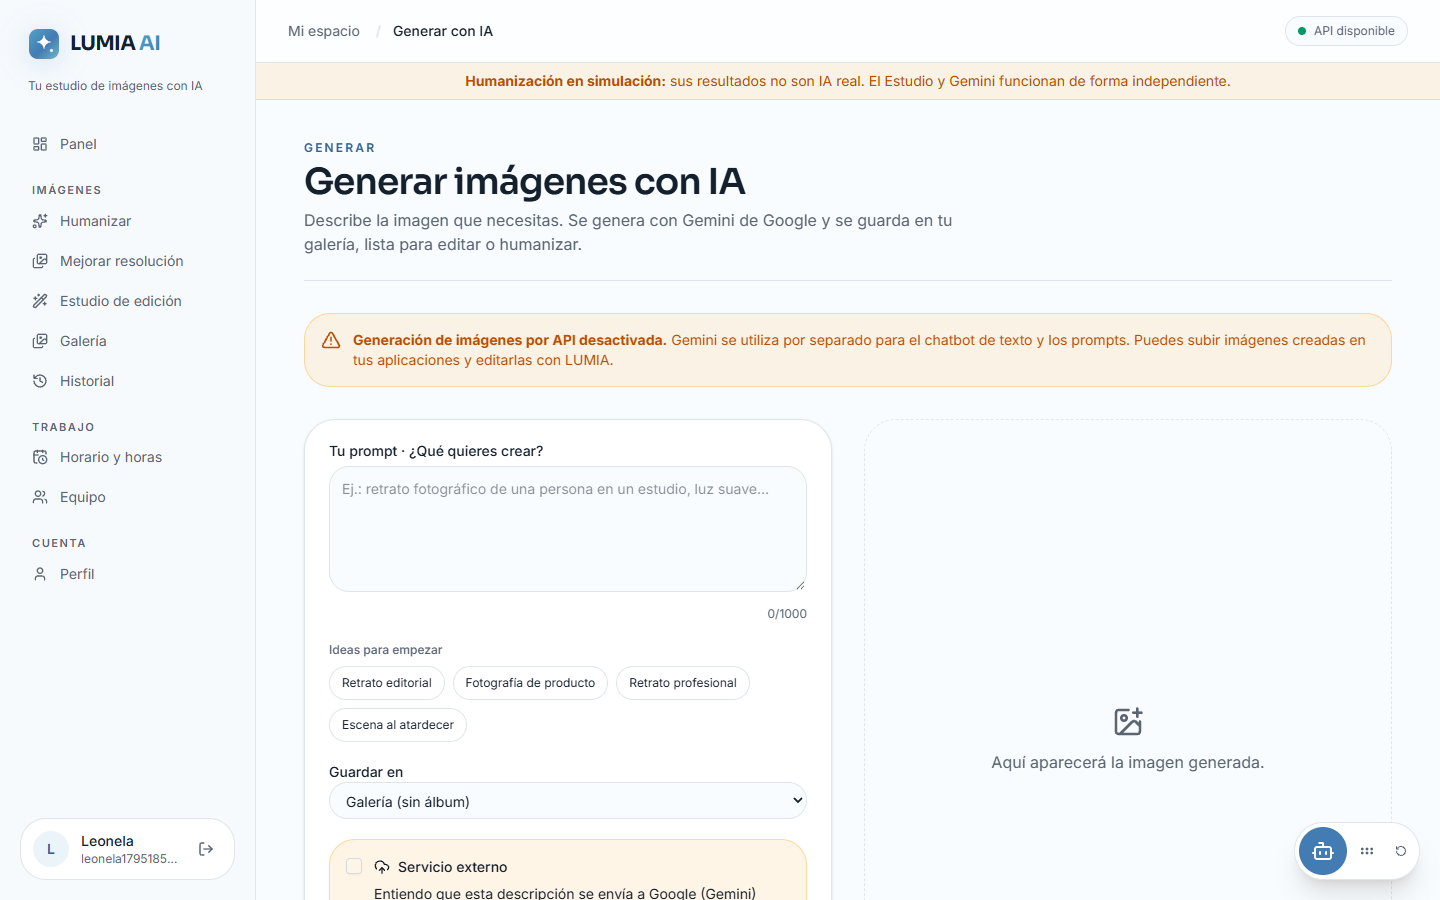 LUMIA AI
Tu estudio de imágenes con IA
Panel
IMÁGENES
Humanizar
Mejorar resolución
Estudio de edición
Galería
Historial
TRABAJO
Horario y horas
Equipo
CUENTA
Perfil
L
Leonela
leonela1795185...
Mi espacio / Generar con IA
API disponible
Humanización en simulación: sus resultados no son IA real. El Estudio y Gemini funcionan de forma independiente.
GENERAR
Generar imágenes con IA
Describe la imagen que necesitas. Se genera con Gemini de Google y se guarda en tu
galería, lista para editar o humanizar.
Generación de imágenes por API desactivada. Gemini se utiliza por separado para el chatbot de texto y los prompts. Puedes subir imágenes creadas en
tus aplicaciones y editarlas con LUMIA.
Tu prompt · ¿Qué quieres crear?
Ej.: retrato fotográfico de una persona en un estudio, luz suave...
0/1000
Ideas para empezar
Retrato editorial
Fotografía de producto
Retrato profesional
Escena al atardecer
Guardar en
Galería (sin álbum)
Servicio externo
Entiendo que esta descripción se envía a Google (Gemini)
Aquí aparecerá la imagen generada.